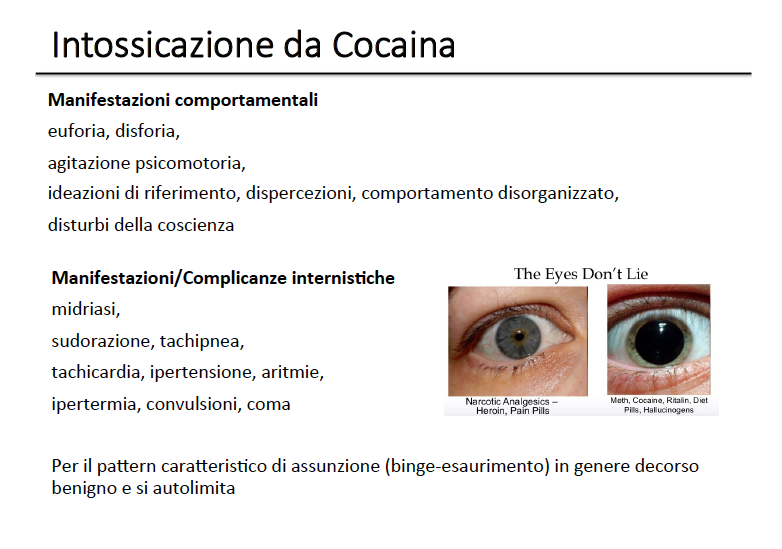 Intossicazione da Cocaina
Manifestazioni comportamentali
euforia, disforia,
agitazione psicomotoria,
ideazioni di riferimento, dispercezioni, comportamento disorganizzato,
disturbi della coscienza
Manifestazioni/Complicanze internistiche
midriasi,
sudorazione, tachipnea,
tachicardia, ipertensione, aritmie,
ipertermia, convulsioni, coma
The Eyes Don't Lie
Narcotic Analgesics –
Heroin, Pain Pills
Meth, Cocaine, Ritalin, Diet
Pills, Hallucinogens
Per il pattern caratteristico di assunzione (binge-esaurimento) in genere decorso
benigno e si autolimita